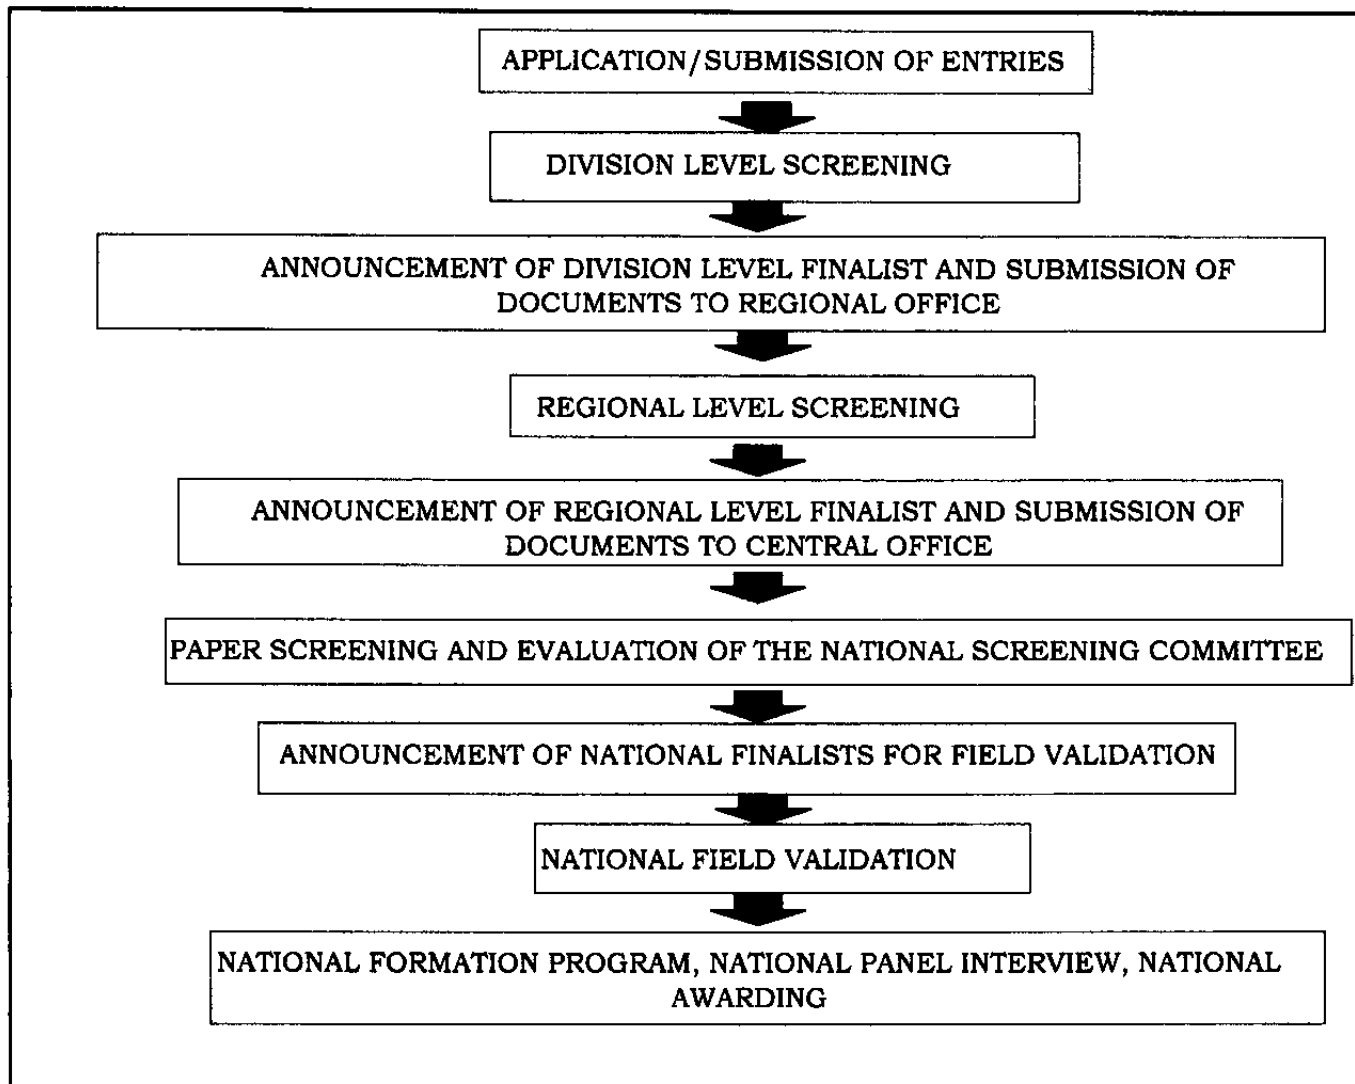 APPLICATION/SUBMISSION OF ENTRIES
DIVISION LEVEL SCREENING
ANNOUNCEMENT OF DIVISION LEVEL FINALIST AND SUBMISSION OF
DOCUMENTS TO REGIONAL OFFICE
REGIONAL LEVEL SCREENING
ANNOUNCEMENT OF REGIONAL LEVEL FINALIST AND SUBMISSION OF
DOCUMENTS TO CENTRAL OFFICE
PAPER SCREENING AND EVALUATION OF THE NATIONAL SCREENING COMMITTEE
ANNOUNCEMENT OF NATIONAL FINALISTS FOR FIELD VALIDATION
NATIONAL FIELD VALIDATION
NATIONAL FORMATION PROGRAM, NATIONAL PANEL INTERVIEW, NATIONAL
AWARDING